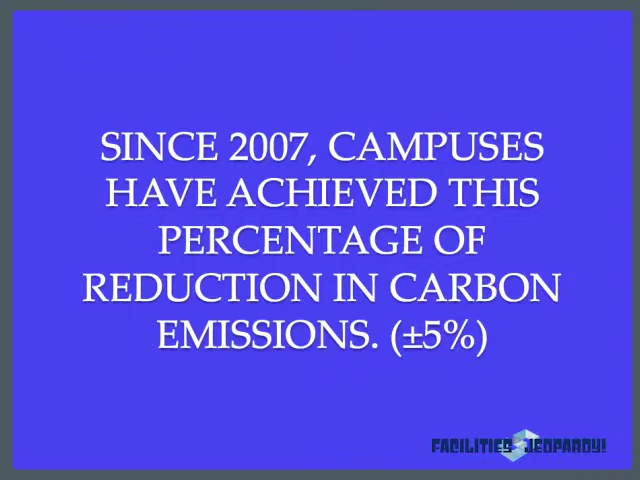 SINCE 2007, CAMPUSES
HAVE ACHIEVED THIS
PERCENTAGE OF
REDUCTION IN CARBON
EMISSIONS. (±5%)
FACILITIES JEOPARDY!